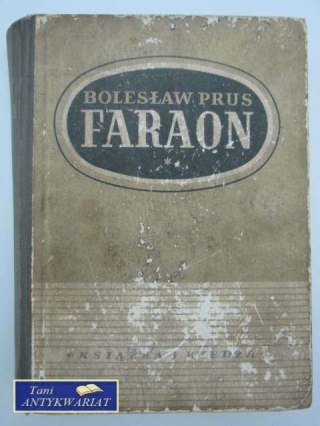 BOLESŁAW PRUS
FARAON
*
KSIĄŻKA I WIEDZA
Tani
ANTYKWARIAT